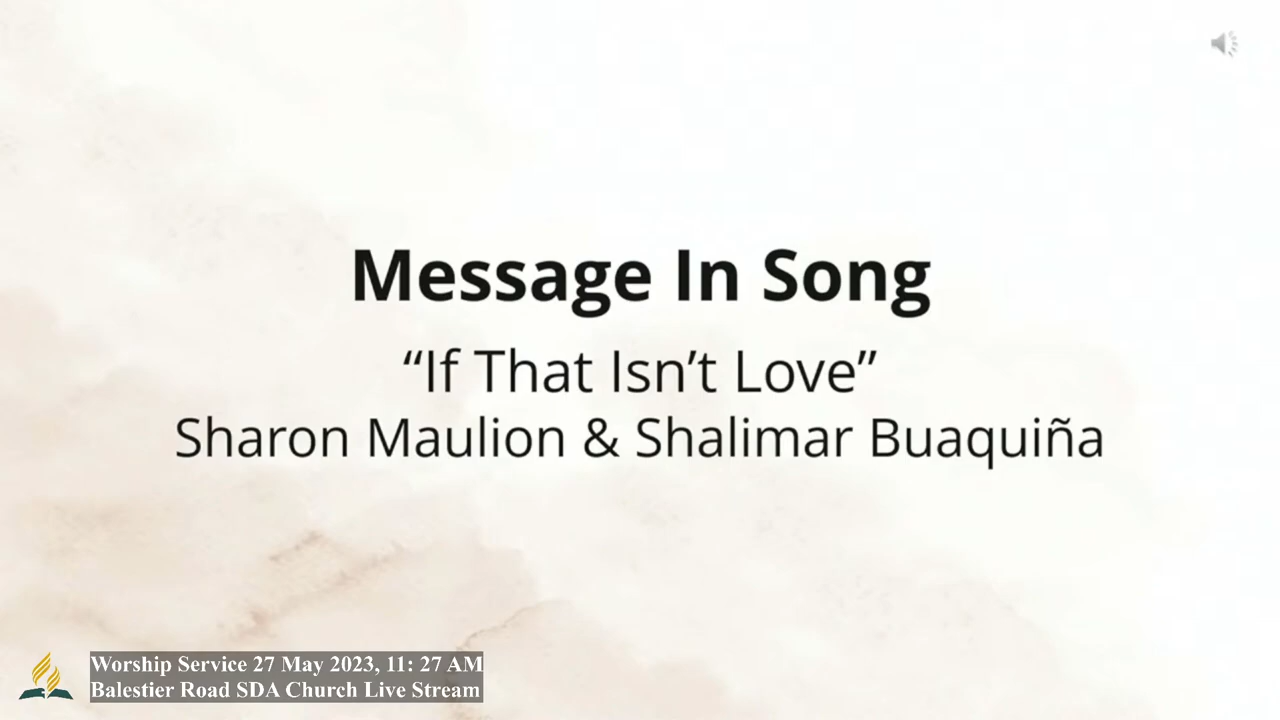 Message In Song
“If That Isn’t Love”
Sharon Maulion & Shalimar Buaquiña
Worship Service 27 May 2023, 11: 27 AM
Balestier Road SDA Church Live Stream